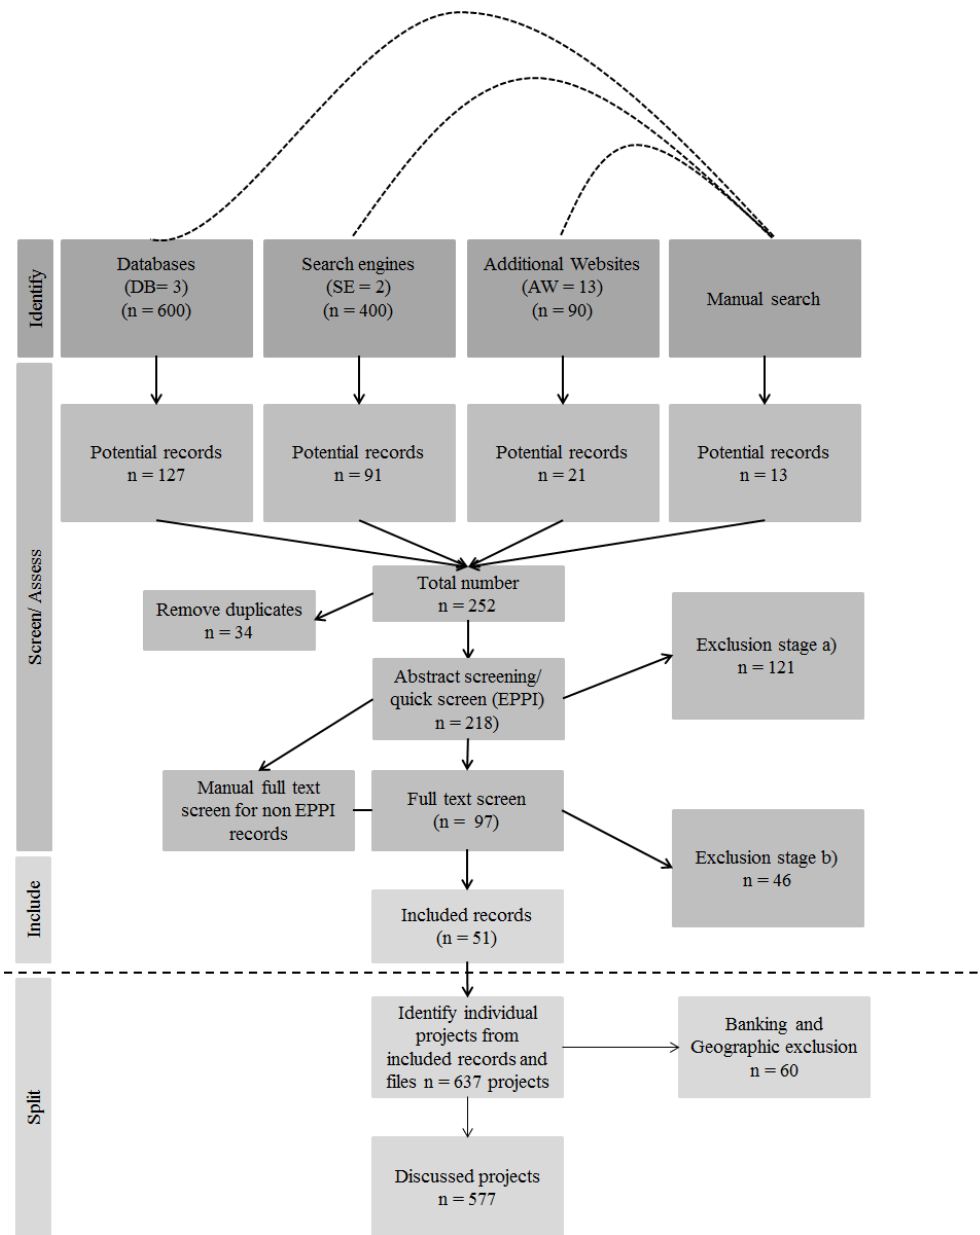 Identify
Databases
(DB= 3)
(n = 600)
Search engines
(SE = 2)
(n = 400)
Additional Websites
(AW = 13)
(n = 90)
Manual search
Screen/ Assess
Potential records
n = 127
Potential records
n = 91
Potential records
n = 21
Potential records
n = 13
Total number
n = 252
Remove duplicates
n = 34
Abstract screening/
quick screen (EPPI)
n = 218)
Exclusion stage a)
n = 121
Manual full text
screen for non EPPI
records
Full text screen
(n = 97)
Exclusion stage b)
n = 46
Include
Included records
(n = 51)
Split
Identify individual
projects from
included records and
files n = 637 projects
Banking and
Geographic exclusion
n = 60
Discussed projects
n = 577